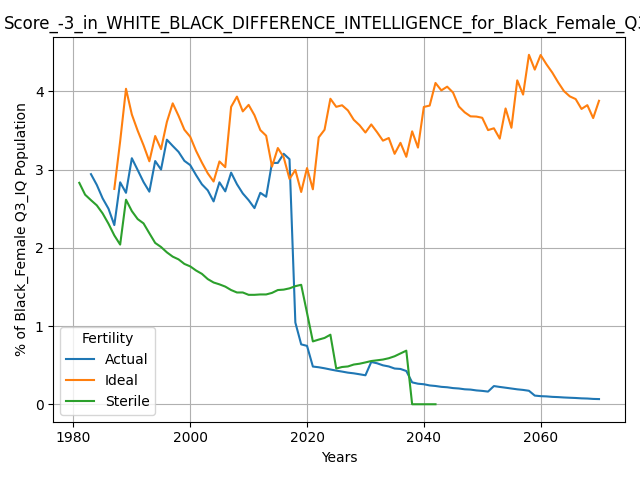 Score_-3_in_WHITE_BLACK_DIFFERENCE_INTELLIGENCE_for_Black_Female_Q3
% of Black_Female Q3_IQ Population
4
3
2
1
0
Fertility
Actual
Ideal
Sterile
1980
2000
2020
2040
2060
Years